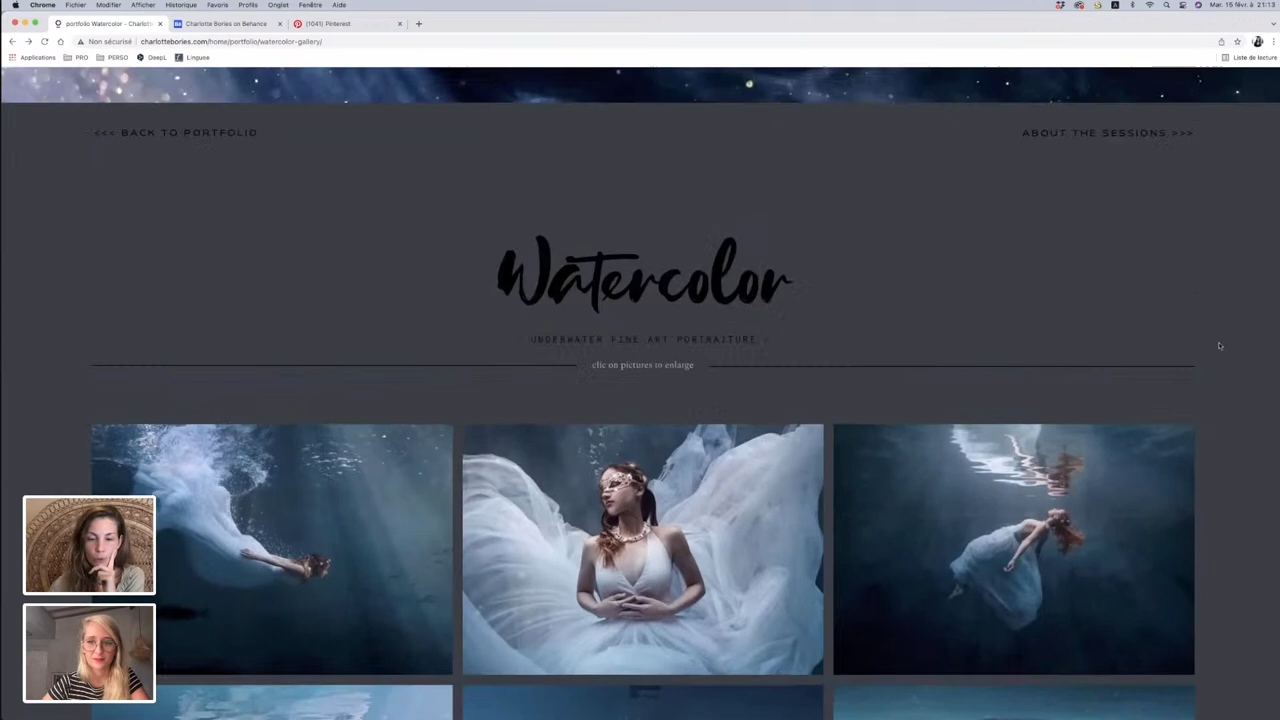 Chrome Fichier Modifier Afficher Historique Favoris Profils Onglet Fenêtre Aide Mar. 15 févr. à 21:13
portfolio Watercolor – Charlott Charlotte Bories on Behance (1041) Pinterest
Non sécurisé charlottebories.com/home/portfolio/watercolor-gallery/
Applications PRO PERSO DeepL Linguee Liste de lecture
<<< BACK TO PORTFOLIO ABOUT THE SESSIONS >>>
Watercolor
UNDERWATER FINE ART PORTRAITURE
clic on pictures to enlarge